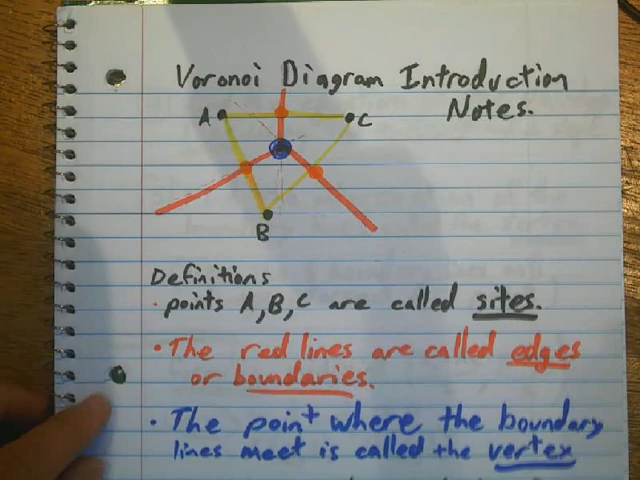 Voronoi Diagram Introduction
Notes.
A
C
B
Definitions
• points A, B, C are called sites.
• The red lines are called edges
or boundaries.
• The point where the boundary
lines meet is called the vertex